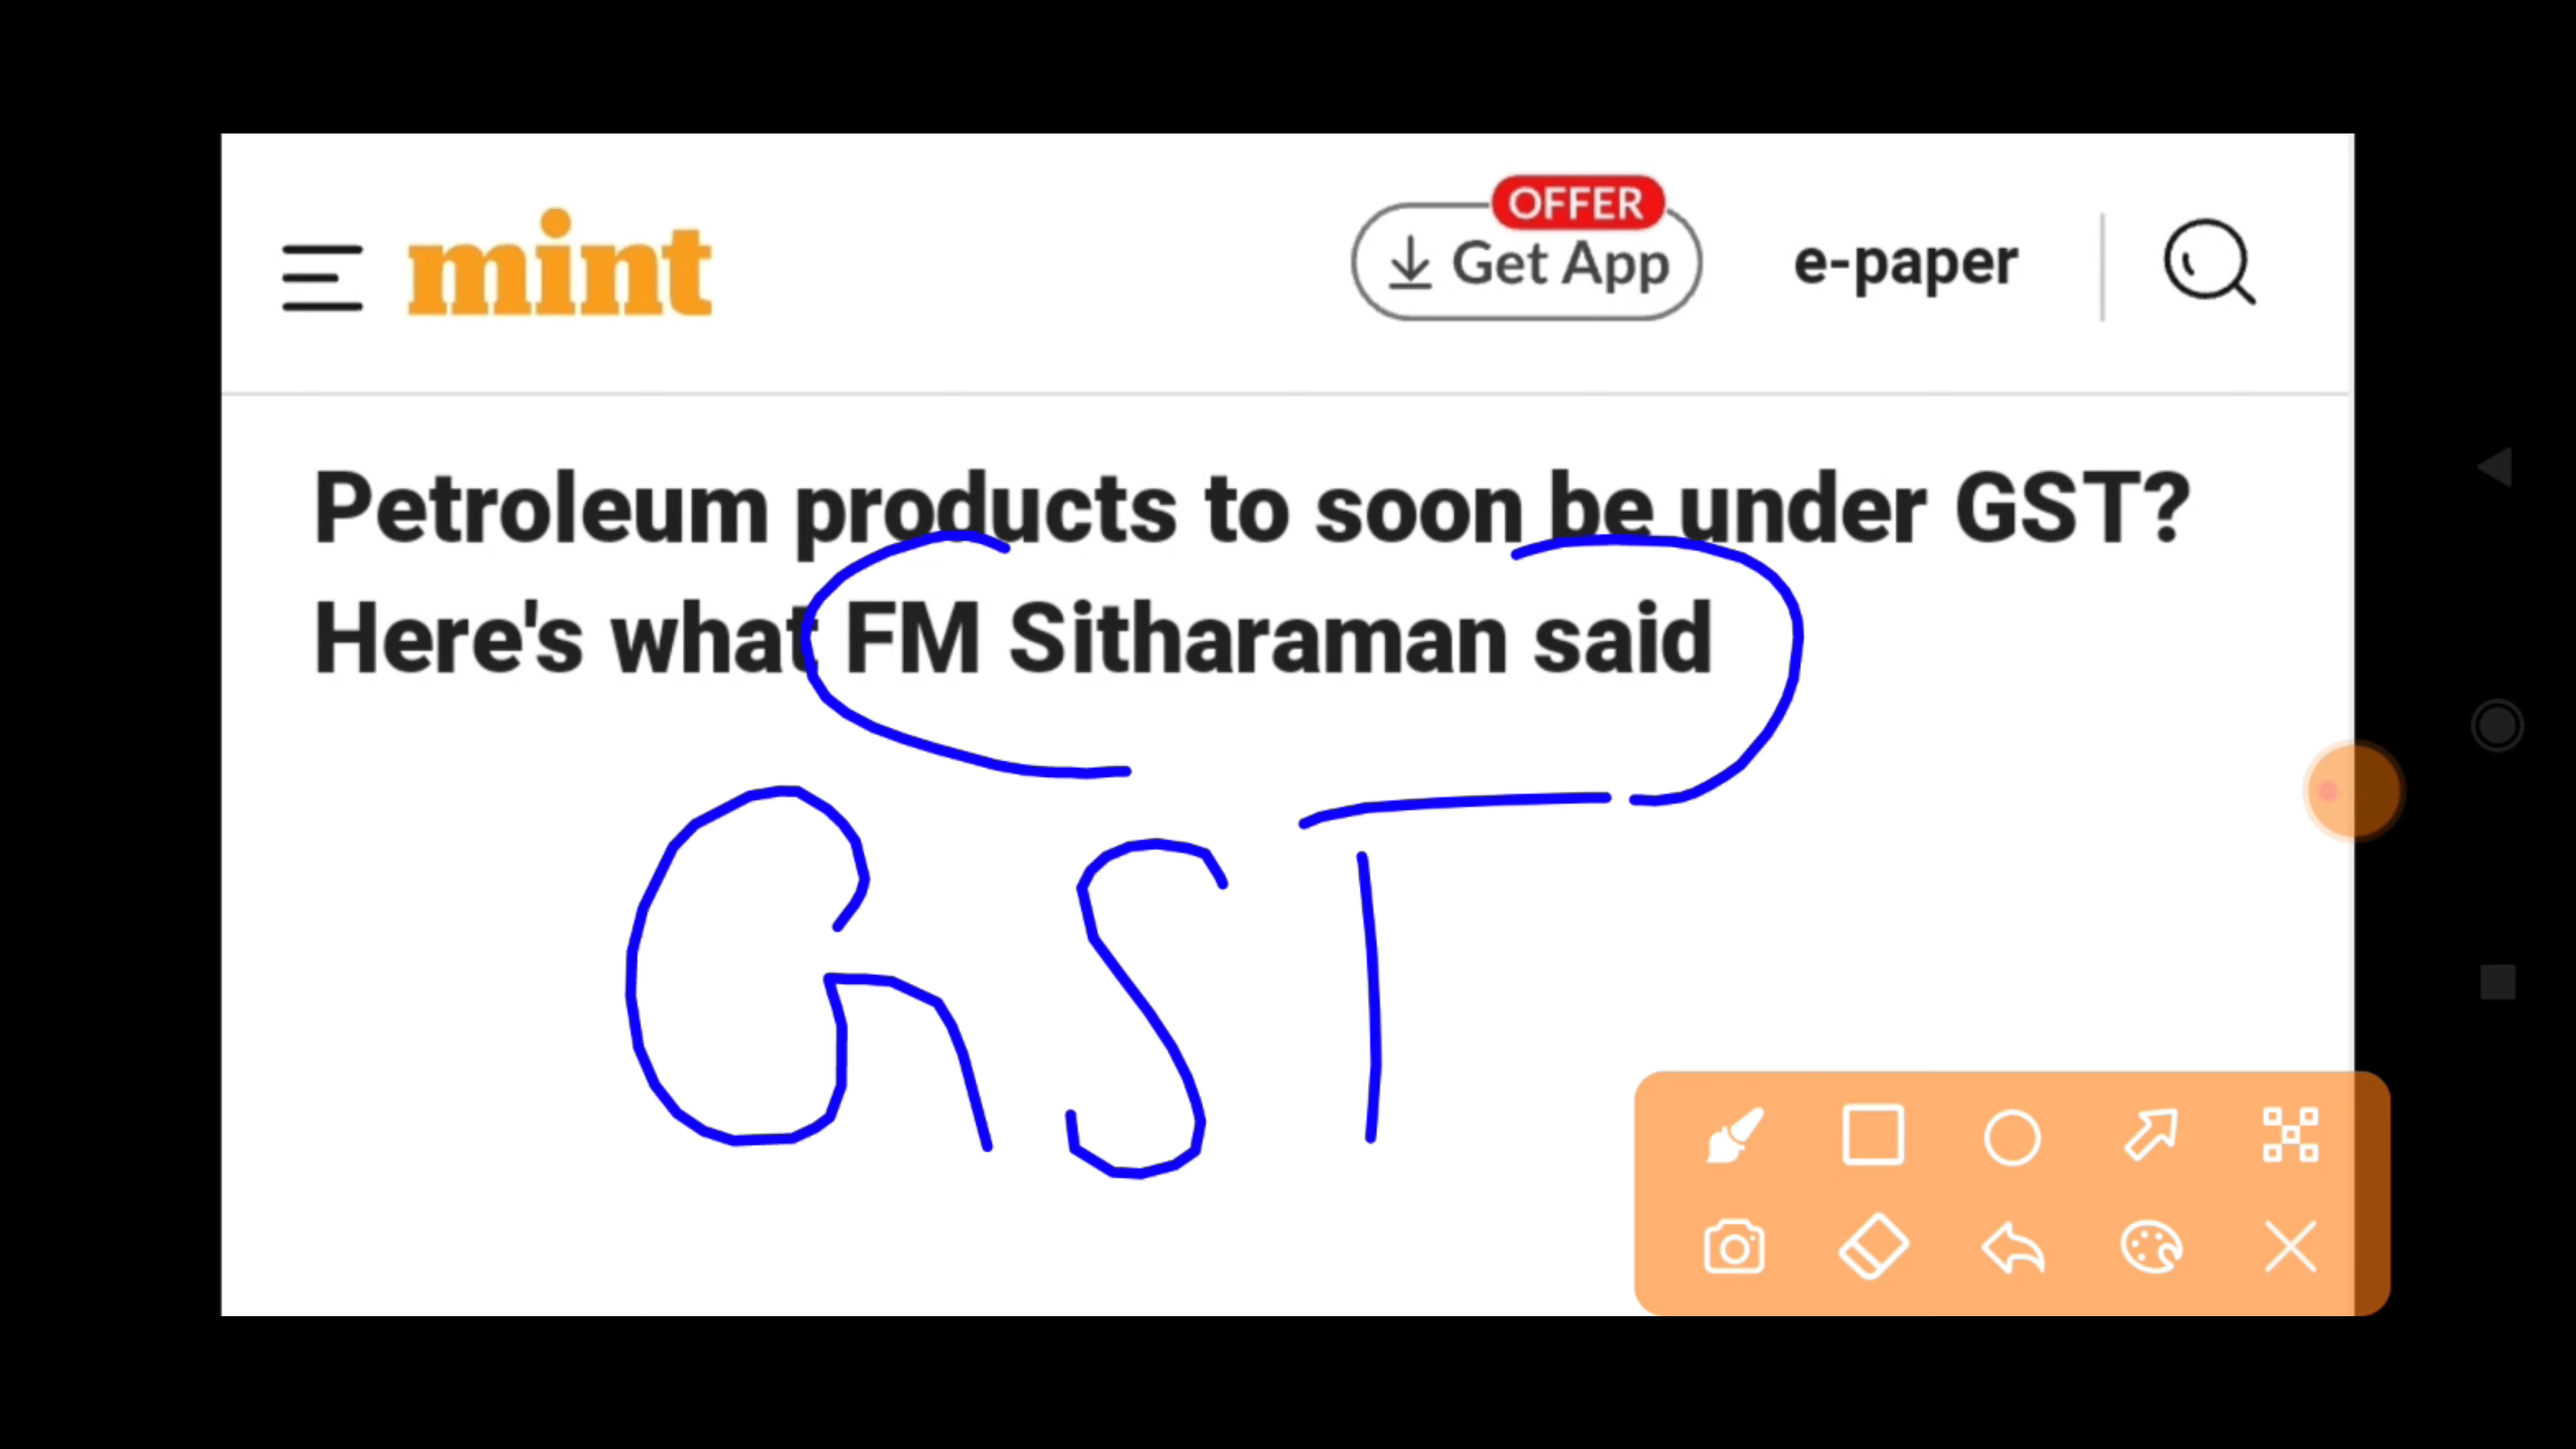 mint
OFFER
Get App
e-paper
Petroleum products to soon be under GST?
Here's what FM Sitharaman said
GST